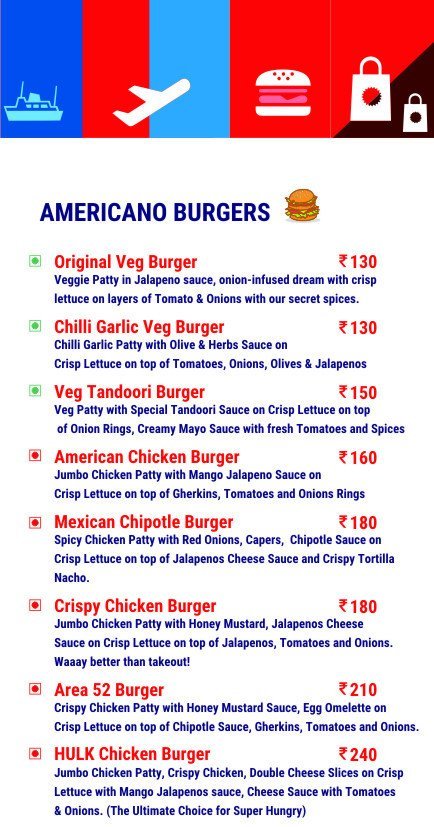 AMERICANO BURGERS
Original Veg Burger ₹130
Veggie Patty in Jalapeno sauce, onion-infused dream with crisp
lettuce on layers of Tomato & Onions with our secret spices.
Chilli Garlic Veg Burger ₹130
Chilli Garlic Patty with Olive & Herbs Sauce on
Crisp Lettuce on top of Tomatoes, Onions, Olives & Jalapenos
Veg Tandoori Burger ₹150
Veg Patty with Special Tandoori Sauce on Crisp Lettuce on top
of Onion Rings, Creamy Mayo Sauce with fresh Tomatoes and Spices
American Chicken Burger ₹160
Jumbo Chicken Patty with Mango Jalapeno Sauce on
Crisp Lettuce on top of Gherkins, Tomatoes and Onions Rings
Mexican Chipotle Burger ₹180
Spicy Chicken Patty with Red Onions, Capers, Chipotle Sauce on
Crisp Lettuce on top of Jalapenos Cheese Sauce and Crispy Tortilla
Nacho.
Crispy Chicken Burger ₹180
Jumbo Chicken Patty with Honey Mustard, Jalapenos Cheese
Sauce on Crisp Lettuce on top of Jalapenos, Tomatoes and Onions.
Waaay better than takeout!
Area 52 Burger ₹210
Crispy Chicken Patty with Honey Mustard Sauce, Egg Omelette on
Crisp Lettuce on top of Chipotle Sauce, Gherkins, Tomatoes and Onions.
HULK Chicken Burger ₹240
Jumbo Chicken Patty, Crispy Chicken, Double Cheese Slices on Crisp
Lettuce with Mango Jalapenos sauce, Cheese Sauce with Tomatoes
& Onions. (The Ultimate Choice for Super Hungry)